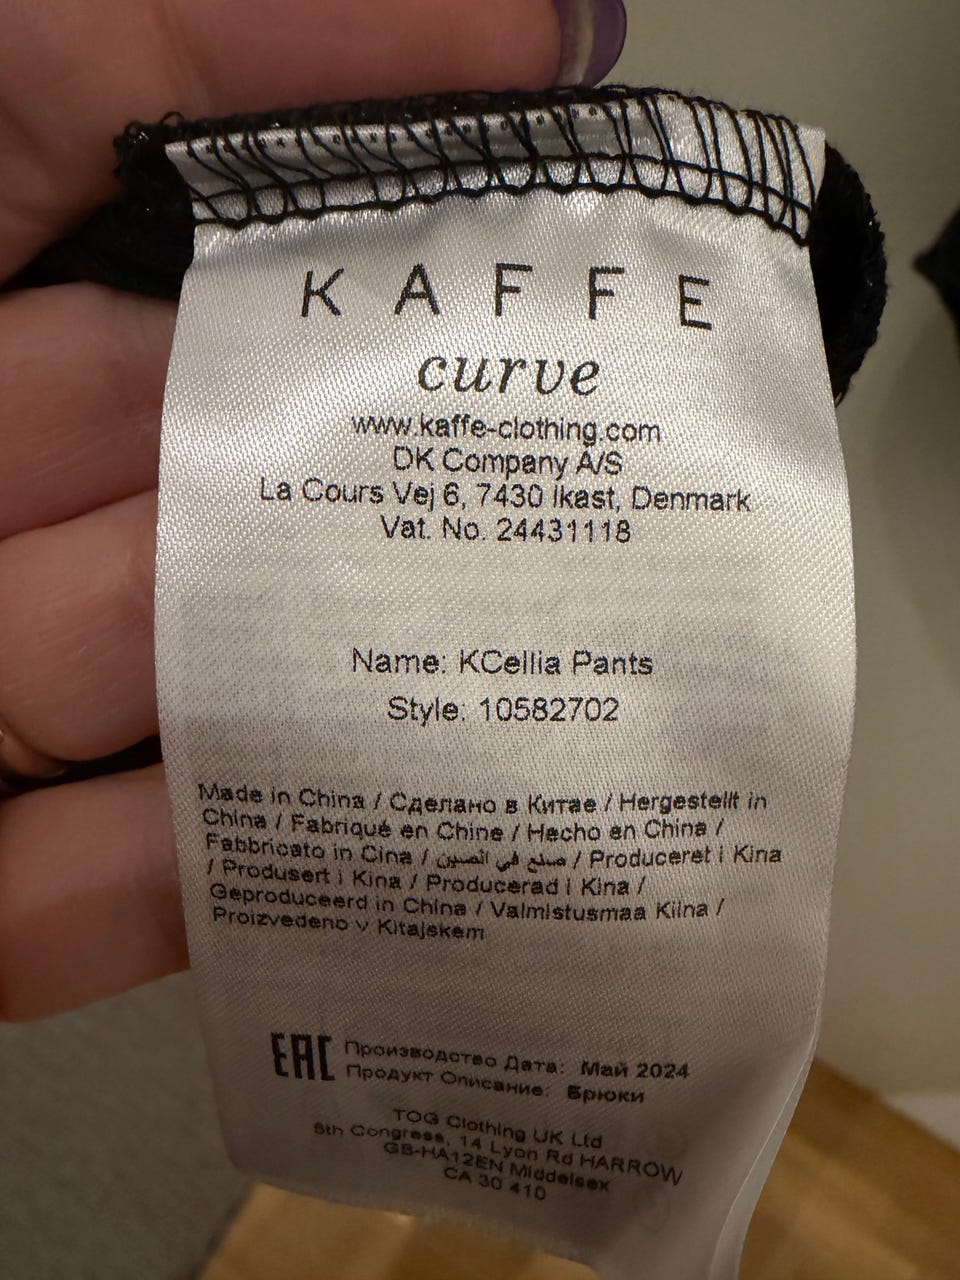 KAFFE
curve
www.kaffe-clothing.com
DK Company A/S
La Cours Vej 6, 7430 Ikast, Denmark
Vat. No. 24431118
Name: KCellia Pants
Style: 10582702
Made in China / Сделано в Китае / Hergestellt in
China / Fabriqué en Chine / Hecho en China /
Fabbricato in Cina / صنع في الصين / Produceret i Kina
/ Produsert i Kina / Producerad i Kina /
Geproduceerd in China / Valmistusmaa Kiina /
Proizvedeno v Kitajskem
EAC Производство Дата: Май 2024
Продукт Описание: Брюки
TOG Clothing UK Ltd
5th Congress, 14 Lyon Rd HARROW
GB-HA12EN Middelsex
CA 30 410